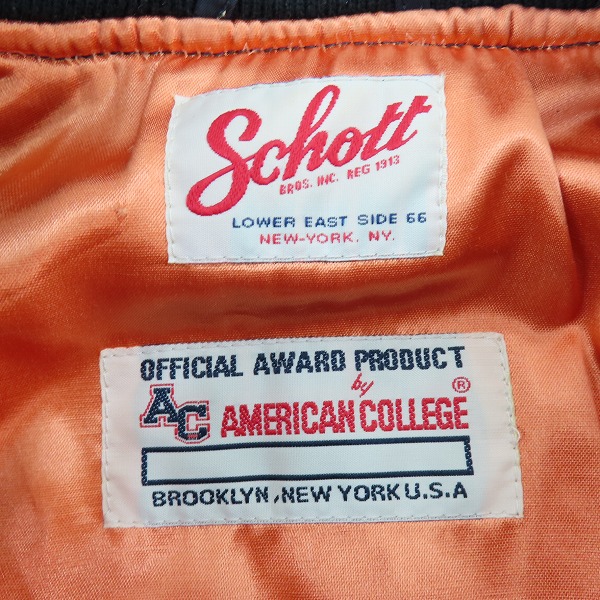 Schott
BROS. INC. REG 1913
LOWER EAST SIDE 66
NEW-YORK. NY.
OFFICIAL AWARD PRODUCT
by
AC AMERICAN COLLEGE ®
BROOKLYN, NEW YORK U.S.A